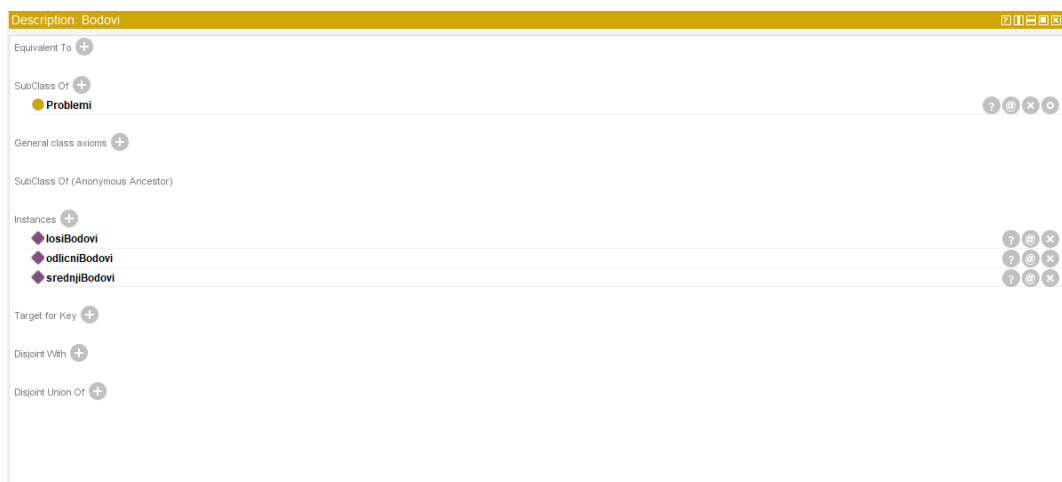 Description: Bodovi
Equivalent To
SubClass Of
Problemi
General class axioms
SubClass Of (Anonymous Ancestor)
Instances
losiBodovi
odlicniBodovi
srednjiBodovi
Target for Key
Disjoint With
Disjoint Union Of